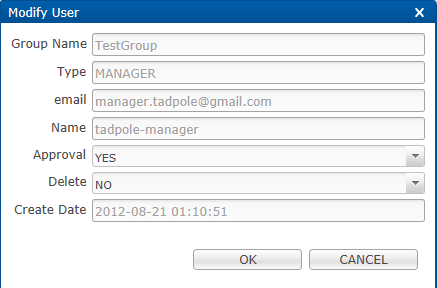 Modify User
Group Name TestGroup
Type MANAGER
email manager.tadpole@gmail.com
Name tadpole-manager
Approval YES
Delete NO
Create Date 2012-08-21 01:10:51
OK CANCEL